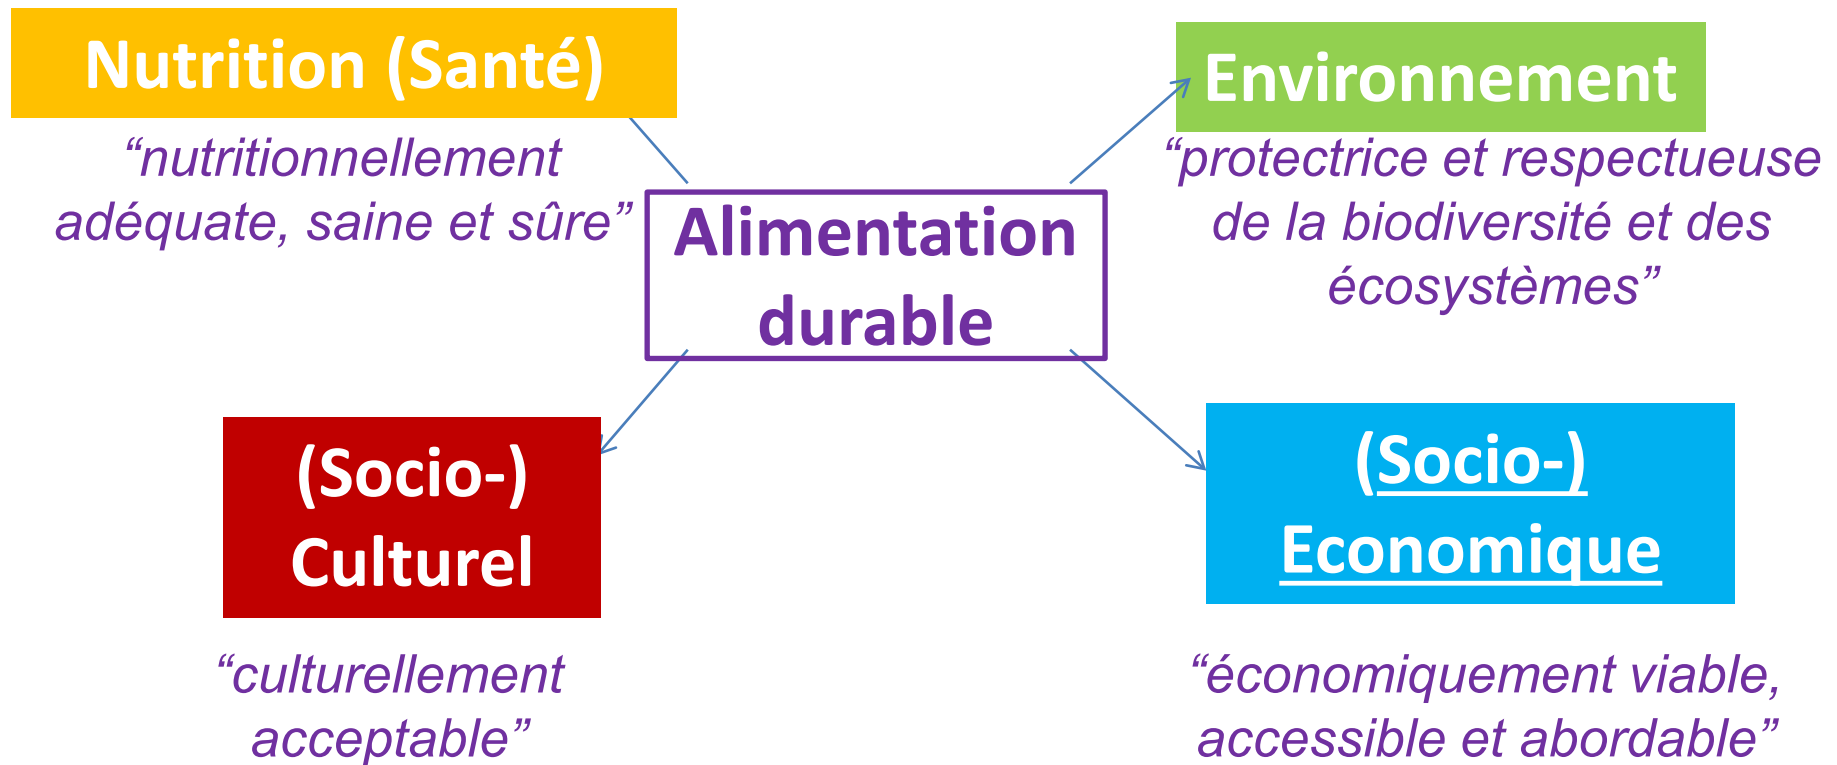 Nutrition (Santé)
“nutritionnellement
adéquate, saine et sûre”
Environnement
“protectrice et respectueuse
de la biodiversité et des
écosystèmes”
Alimentation
durable
(Socio-)
Culturel
“culturellement
acceptable”
(Socio-)
Economique
“économiquement viable,
accessible et abordable”